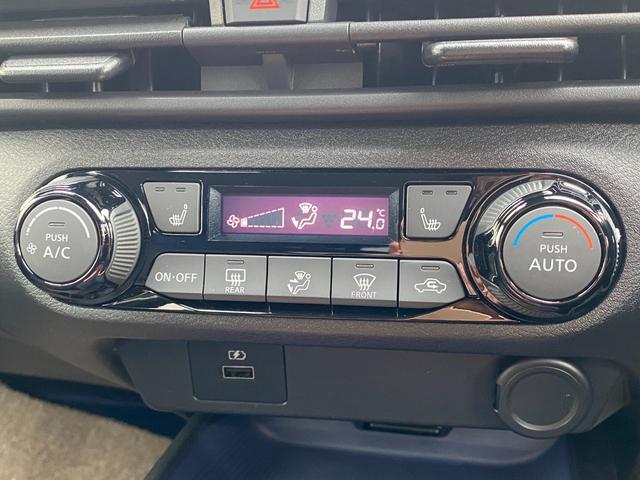 24.0°C
PUSH
A/C
PUSH
AUTO
ON·OFF
REAR
FRONT